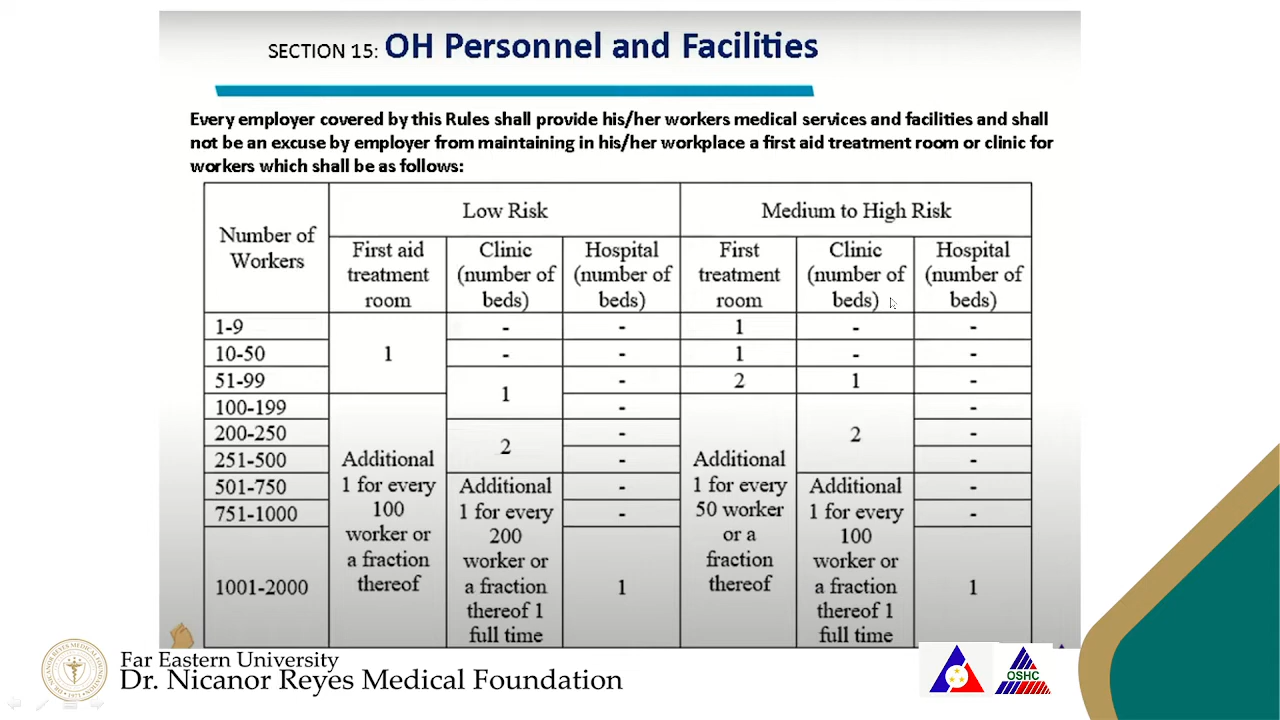 SECTION 15: OH Personnel and Facilities
Every employer covered by this Rules shall provide his/her workers medical services and facilities and shall
not be an excuse by employer from maintaining in his/her workplace a first aid treatment room or clinic for
workers which shall be as follows:
Number of Workers
Low Risk
Medium to High Risk
First aid treatment room
Clinic (number of beds)
Hospital (number of beds)
First treatment room
Clinic (number of beds)
Hospital (number of beds)
1-9 1 - - 1 - -
10-50 - - 1 - -
51-99 1 - 2 1 -
100-199 Additional 1 for every 100 worker or a fraction thereof - Additional 1 for every 50 worker or a fraction thereof 2 -
200-250 2 - -
251-500 - -
501-750 Additional 1 for every 200 worker or a fraction thereof 1 full time - Additional 1 for every 100 worker or a fraction thereof 1 full time -
751-1000 - -
1001-2000 1 1
Far Eastern University
Dr. Nicanor Reyes Medical Foundation
OSHC